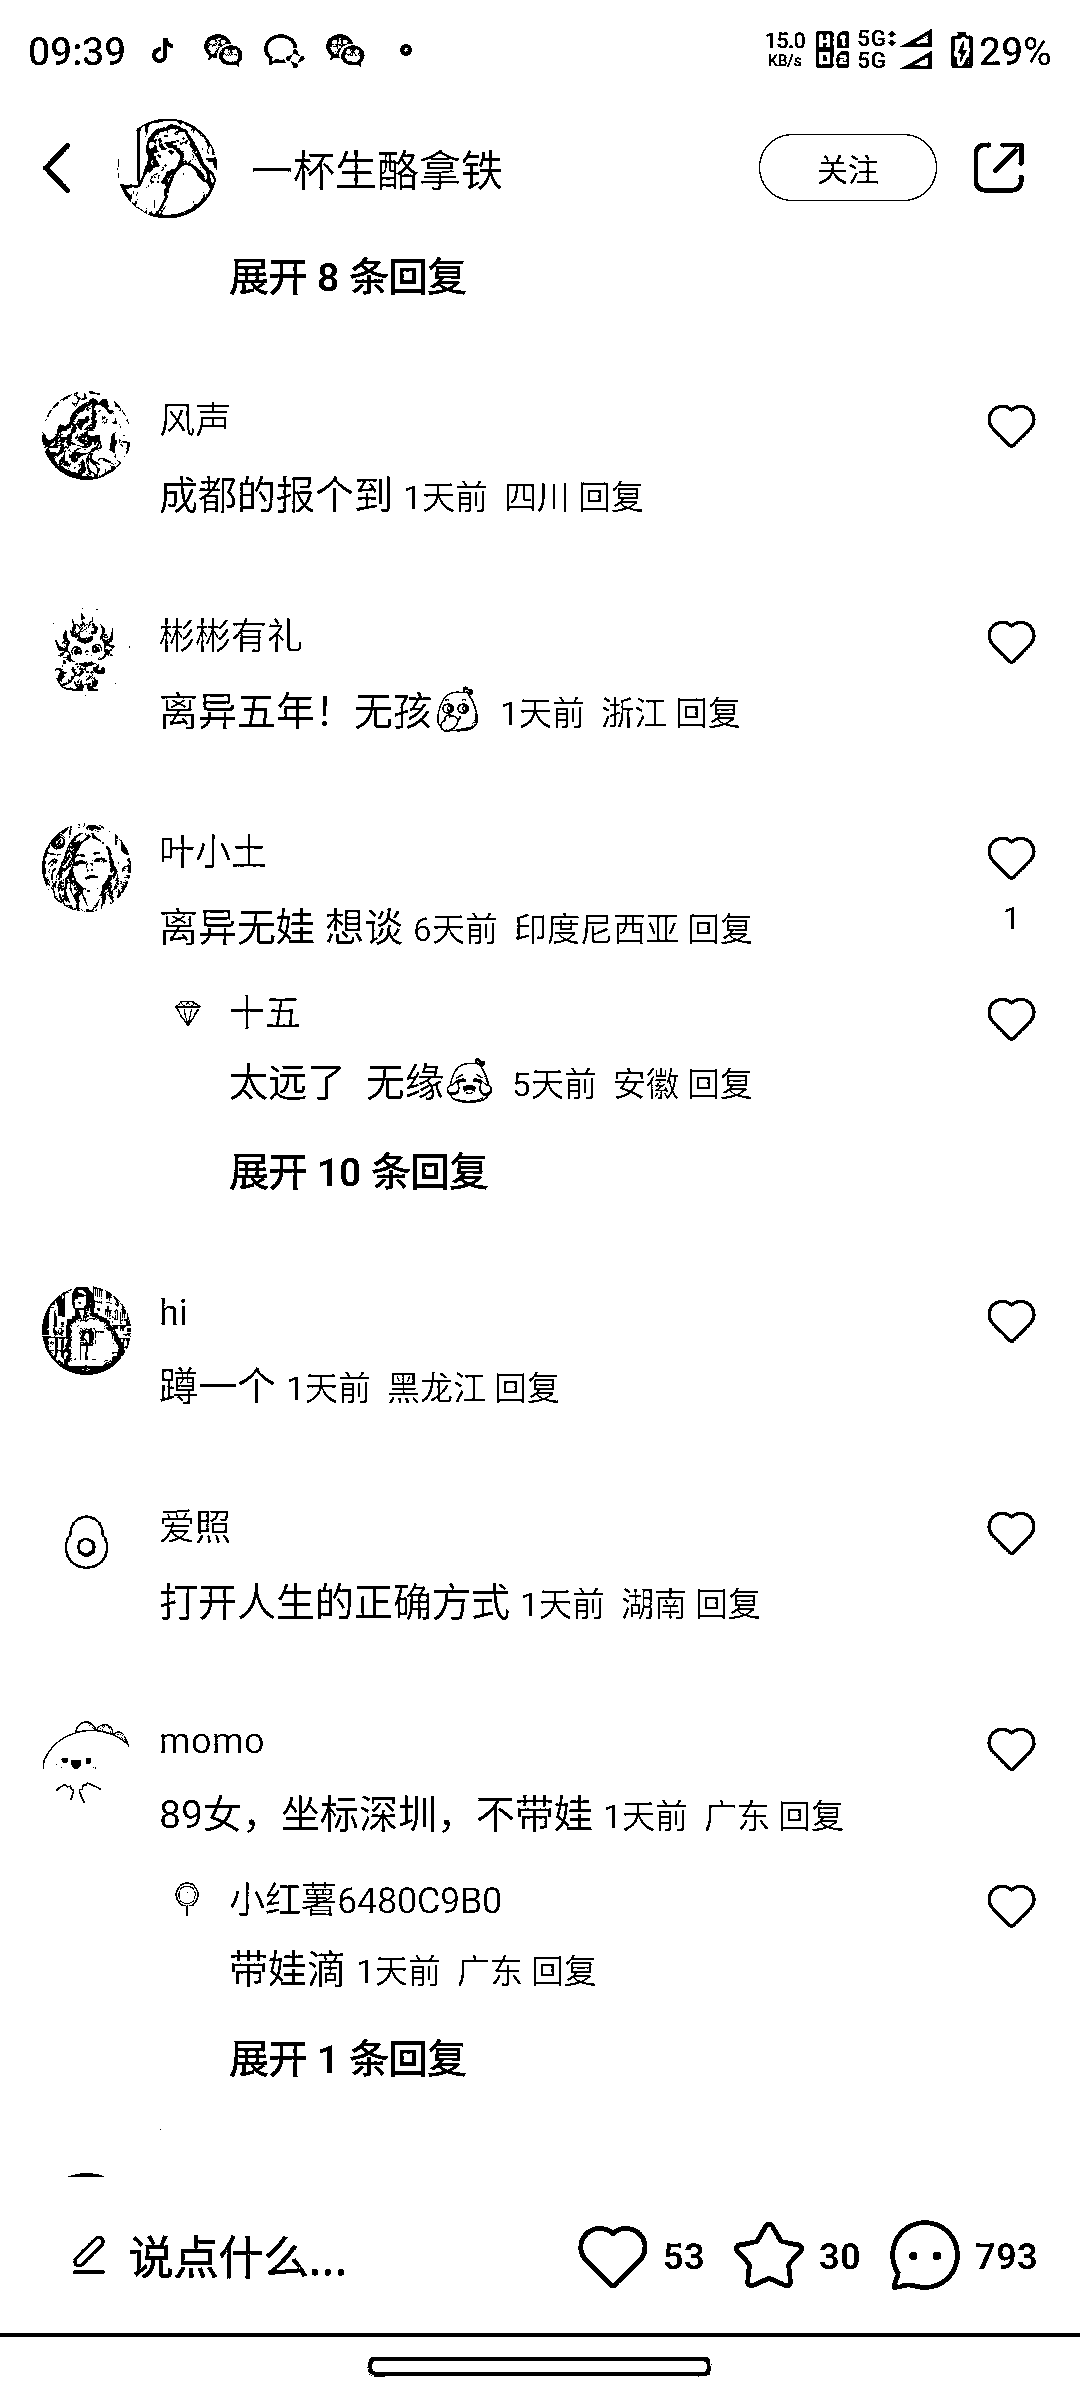 09:39 15.0 KB/s 5G 5G 29%
一杯生酪拿铁 关注
展开 8 条回复
风声
成都的报个到 1天前 四川 回复
彬彬有礼
离异五年！无孩 1天前 浙江 回复
叶小土
离异无娃 想谈 6天前 印度尼西亚 回复
1
十五
太远了 无缘 5天前 安徽 回复
展开 10 条回复
hi
蹲一个 1天前 黑龙江 回复
爱照
打开人生的正确方式 1天前 湖南 回复
momo
89女，坐标深圳，不带娃 1天前 广东 回复
小红薯6480C9B0
带娃滴 1天前 广东 回复
展开 1 条回复
说点什么... 53 30 793